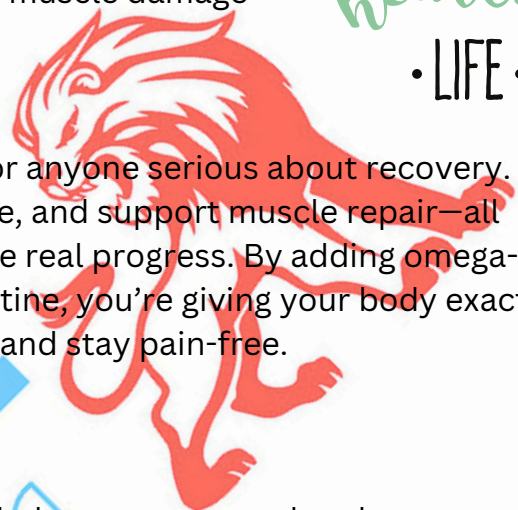 muscle damage
• LIFE
or anyone serious about recovery.
e, and support muscle repair—all
e real progress. By adding omega-
tine, you’re giving your body exact
and stay pain-free.